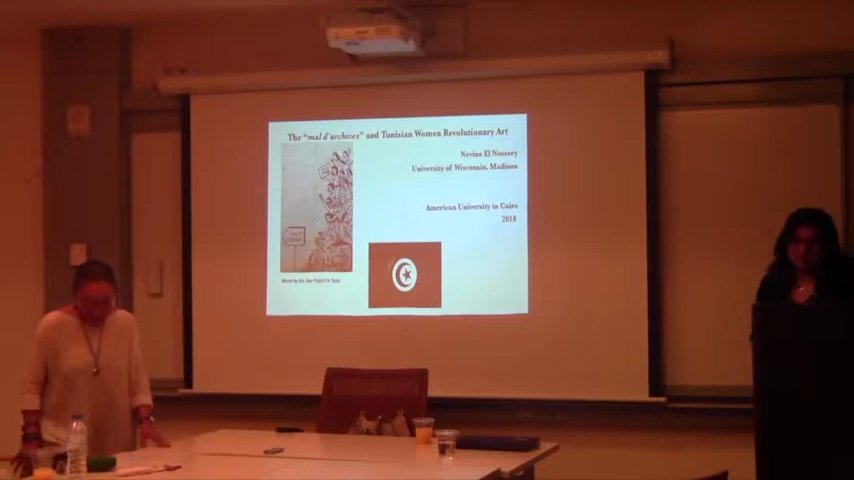 The "mal d'archives" and Tunisian Women Revolutionary Art
Nevine El Nossery
University of Wisconsin, Madison
American University in Cairo
2018